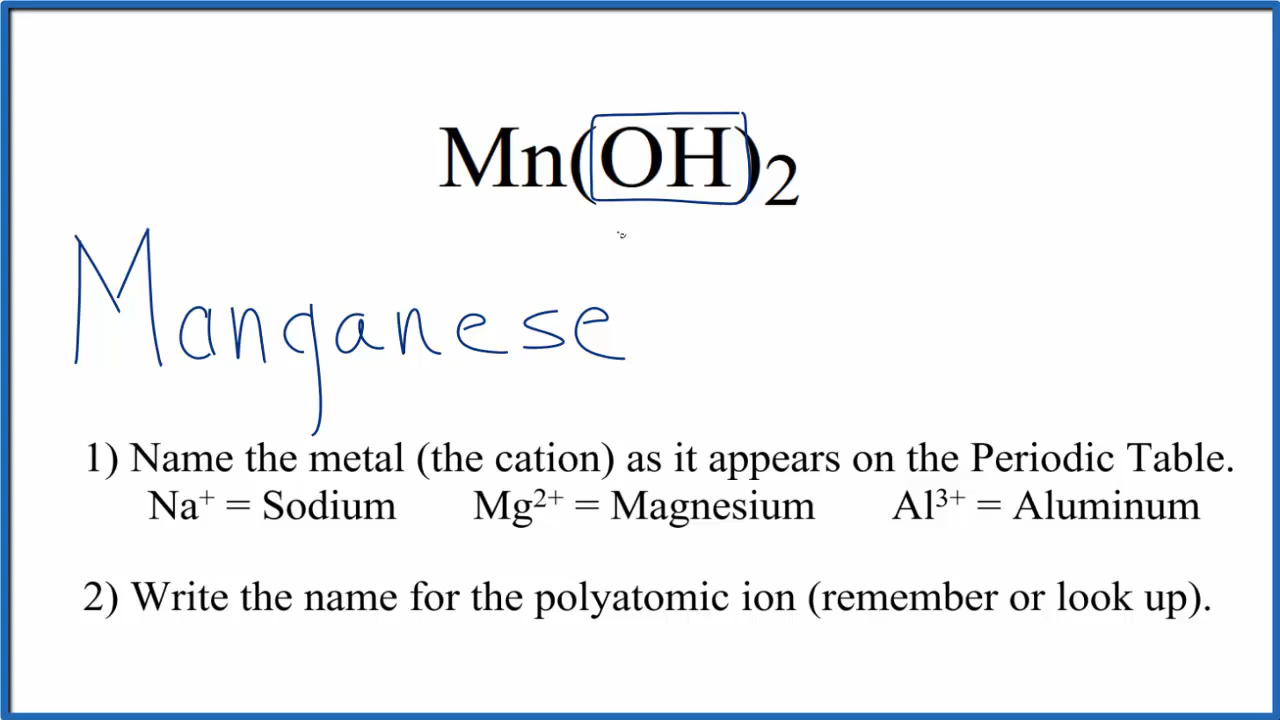 Mn(OH)₂
Manganese
1) Name the metal (the cation) as it appears on the Periodic Table.
Na⁺ = Sodium Mg²⁺ = Magnesium Al³⁺ = Aluminum
2) Write the name for the polyatomic ion (remember or look up).